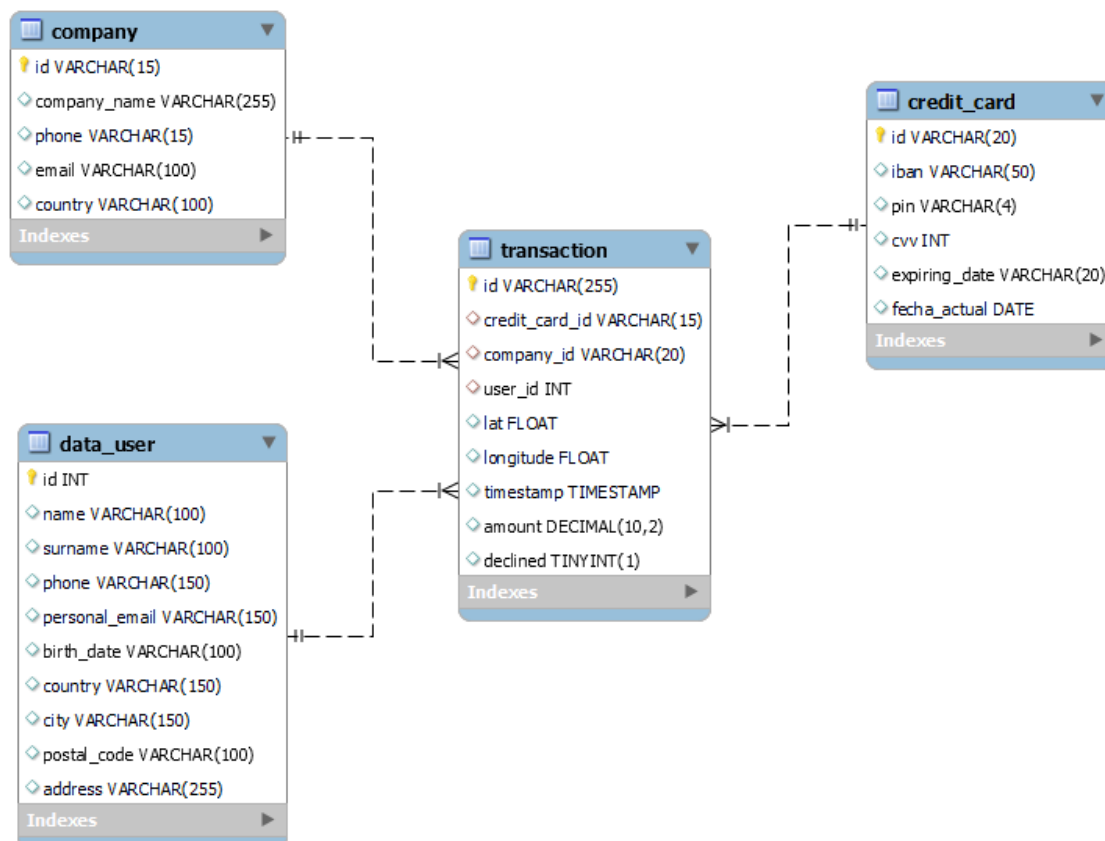 company
id VARCHAR(15)
company_name VARCHAR(255)
phone VARCHAR(15)
email VARCHAR(100)
country VARCHAR(100)
Indexes
credit_card
id VARCHAR(20)
iban VARCHAR(50)
pin VARCHAR(4)
cvv INT
expiring_date VARCHAR(20)
fecha_actual DATE
Indexes
transaction
id VARCHAR(255)
credit_card_id VARCHAR(15)
company_id VARCHAR(20)
user_id INT
lat FLOAT
longitude FLOAT
timestamp TIMESTAMP
amount DECIMAL(10,2)
declined TINYINT(1)
Indexes
data_user
id INT
name VARCHAR(100)
surname VARCHAR(100)
phone VARCHAR(150)
personal_email VARCHAR(150)
birth_date VARCHAR(100)
country VARCHAR(150)
city VARCHAR(150)
postal_code VARCHAR(100)
address VARCHAR(255)
Indexes